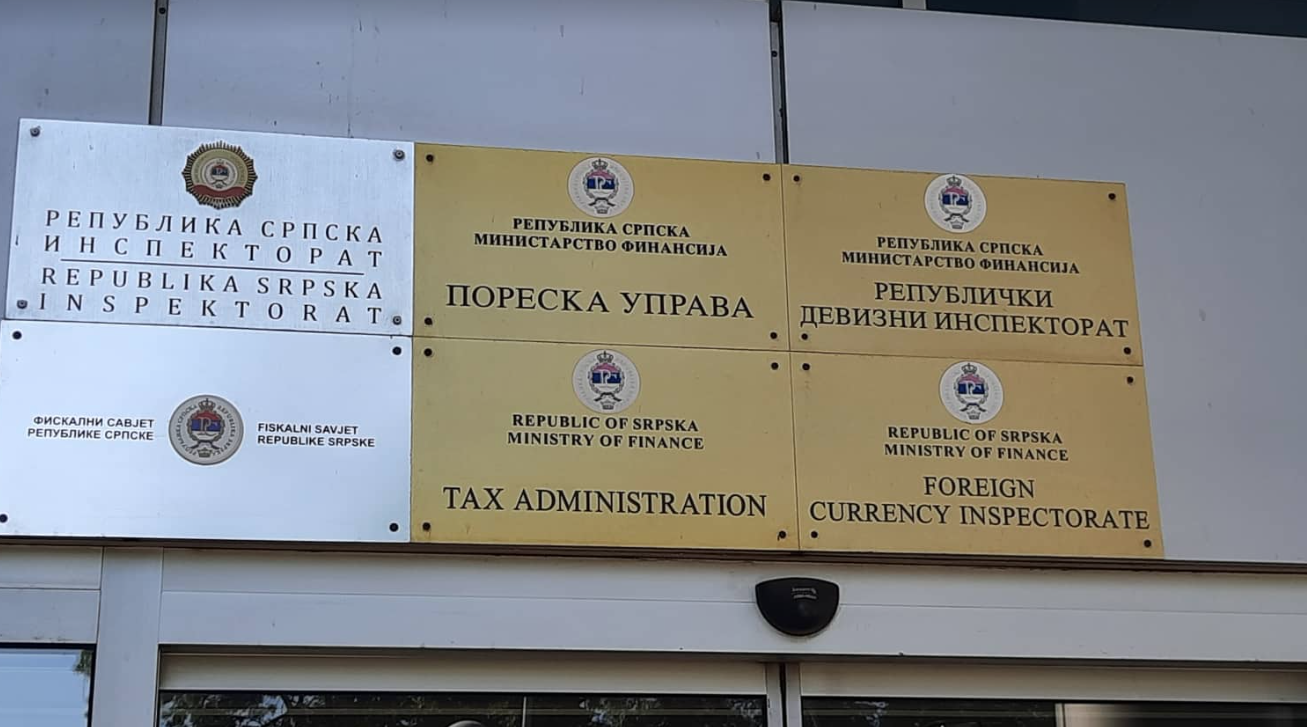 РЕПУБЛИКА СРПСКА
ИНСПЕКТОРАТ
REPUBLIKA SRPSKA
INSPEKTORAT
РЕПУБЛИКА СРПСКА
МИНИСТАРСТВО ФИНАНСИЈА
ПОРЕСКА УПРАВА
РЕПУБЛИКА СРПСКА
МИНИСТАРСТВО ФИНАНСИЈА
РЕПУБЛИЧКИ
ДЕВИЗНИ ИНСПЕКТОРАТ
ФИСКАЛНИ САВЈЕТ
РЕПУБЛИКЕ СРПСКЕ
FISKALNI SAVJET
REPUBLIKE SRPSKE
REPUBLIC OF SRPSKA
MINISTRY OF FINANCE
TAX ADMINISTRATION
REPUBLIC OF SRPSKA
MINISTRY OF FINANCE
FOREIGN
CURRENCY INSPECTORATE